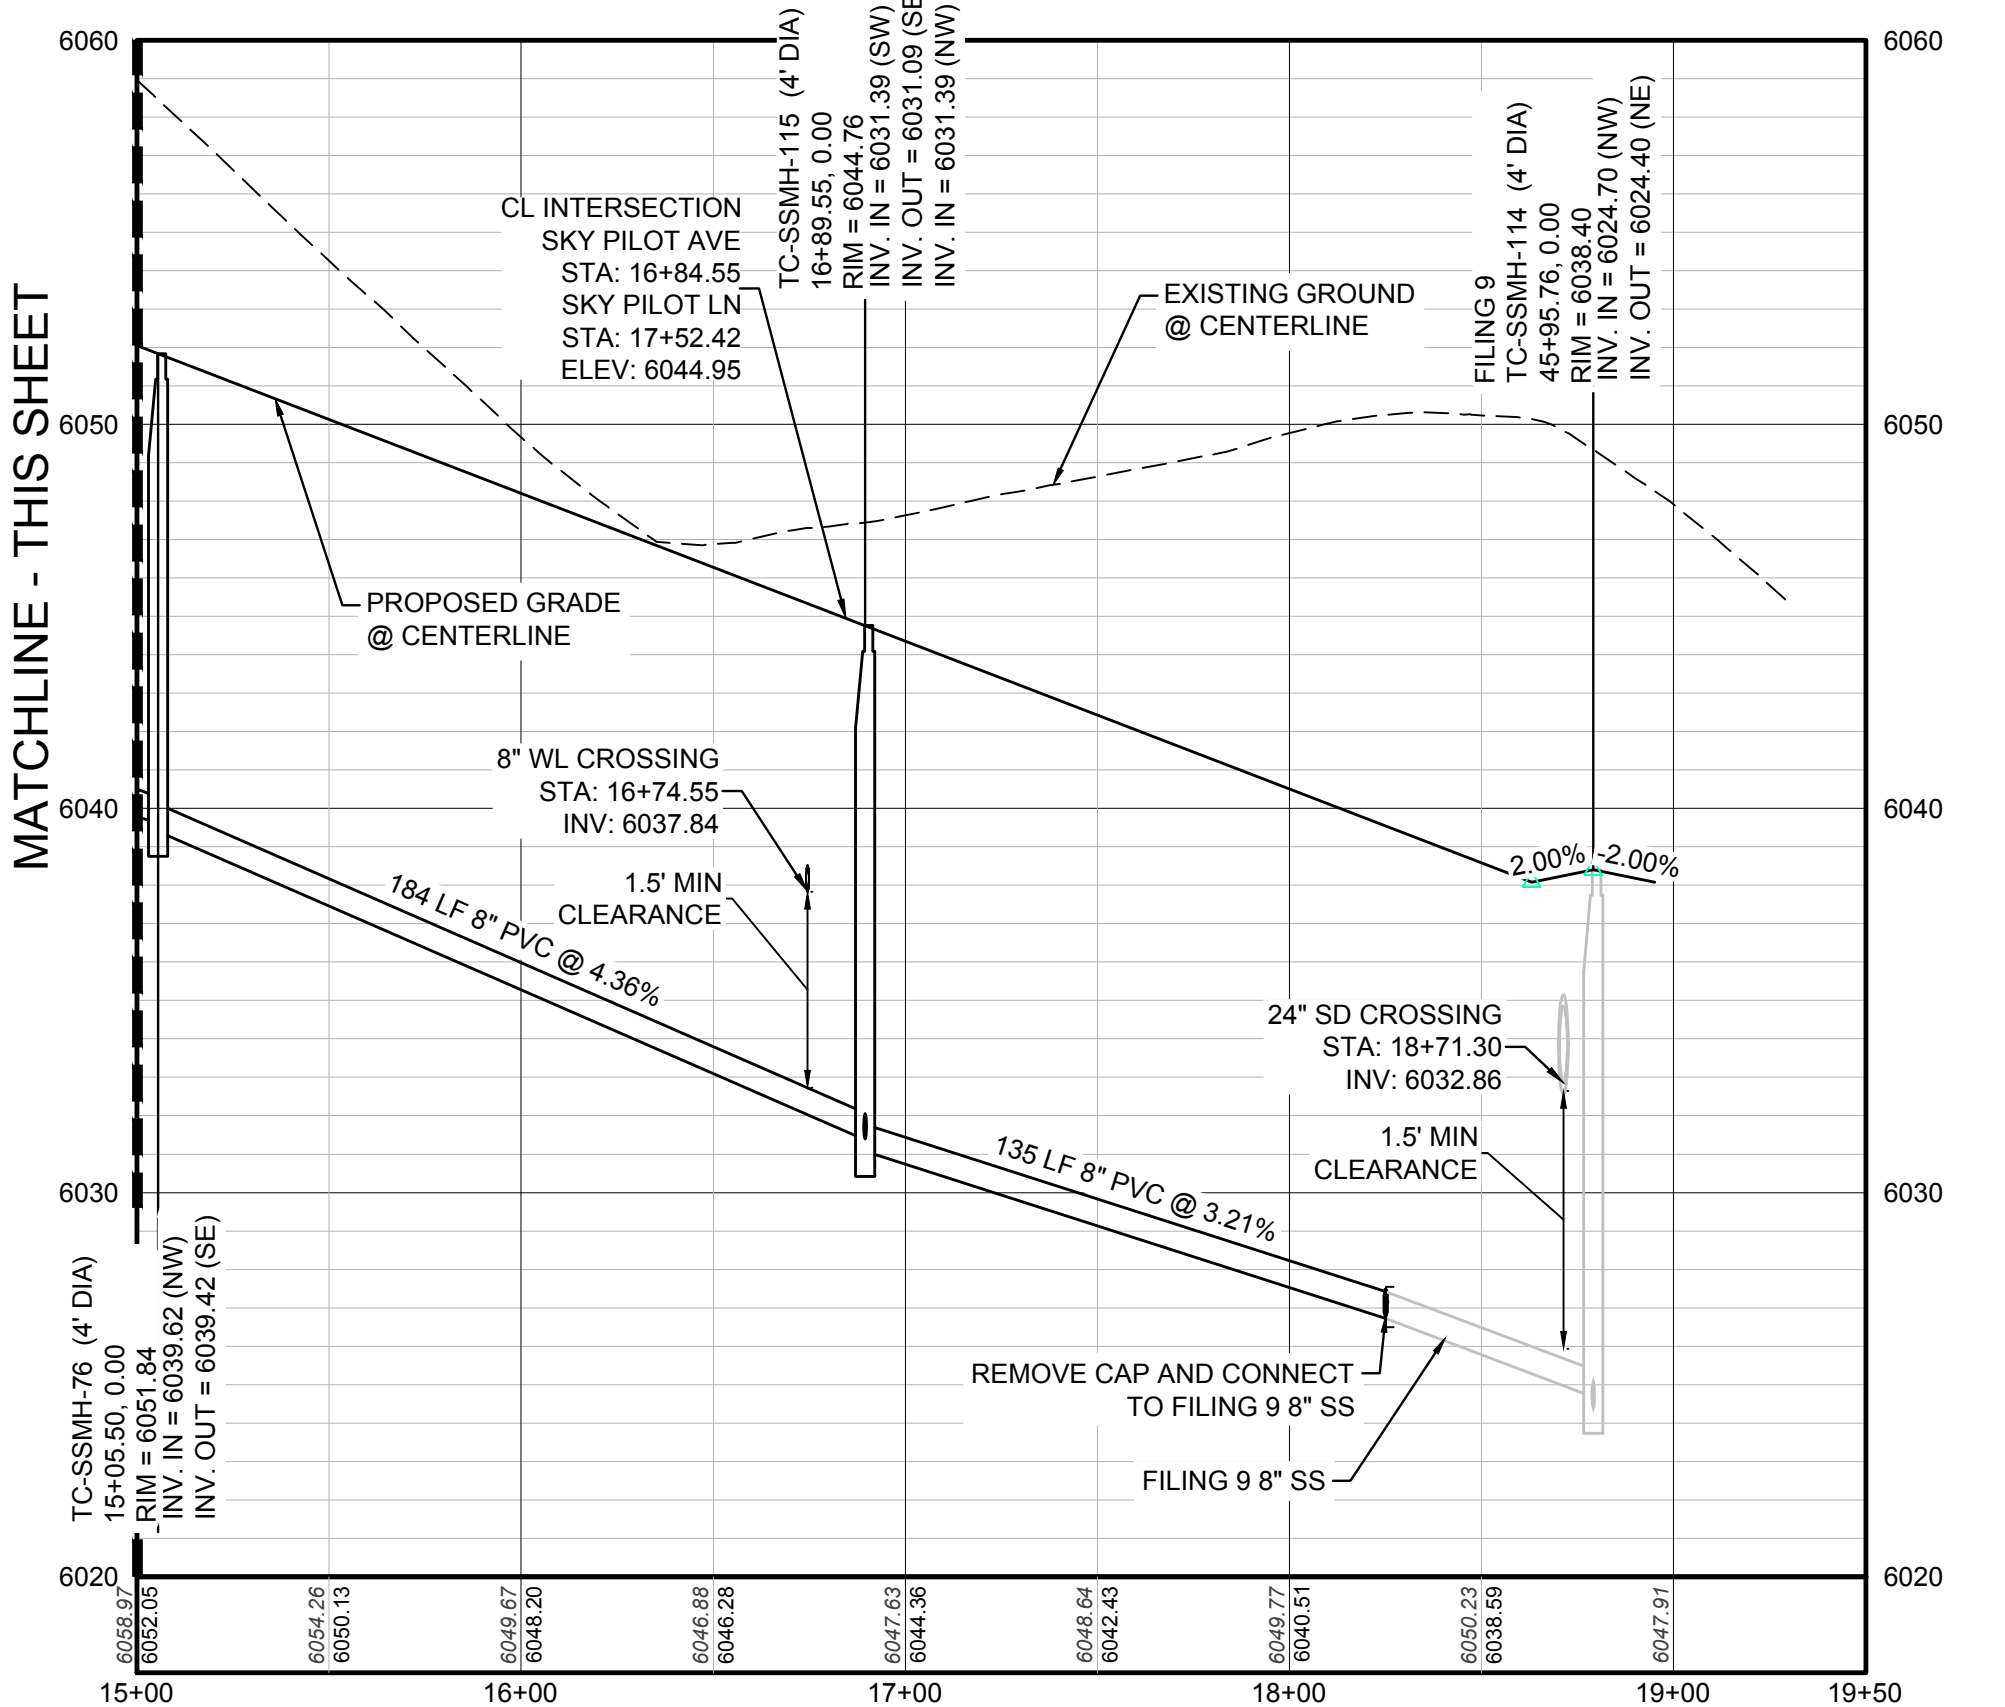 MATCHLINE - THIS SHEET
6060
6050
6040
6030
6020
6060
6050
6040
6030
6020
CL INTERSECTION
SKY PILOT AVE
STA: 16+84.55
SKY PILOT LN
STA: 17+52.42
ELEV: 6044.95
TC-SSMH-115 (4' DIA)
16+89.55, 0.00
RIM = 6044.76
INV. IN = 6031.39 (SW)
INV. OUT = 6031.09 (SE
INV. IN = 6031.39 (NW)
EXISTING GROUND
@ CENTERLINE
FILING 9
TC-SSMH-114 (4' DIA)
45+95.76, 0.00
RIM = 6038.40
INV. IN = 6024.70 (NW)
INV. OUT = 6024.40 (NE)
PROPOSED GRADE
@ CENTERLINE
8" WL CROSSING
STA: 16+74.55
INV: 6037.84
1.5' MIN
CLEARANCE
184 LF 8" PVC @ 4.36%
2.00%
-2.00%
24" SD CROSSING
STA: 18+71.30
INV: 6032.86
1.5' MIN
CLEARANCE
135 LF 8" PVC @ 3.21%
REMOVE CAP AND CONNECT
TO FILING 9 8" SS
FILING 9 8" SS
TC-SSMH-76 (4' DIA)
15+05.50, 0.00
RIM = 6051.84
INV. IN = 6039.62 (NW)
INV. OUT = 6039.42 (SE)
6058.97
6052.05
6054.26
6050.13
6049.67
6048.20
6046.88
6046.28
6047.63
6044.36
6048.64
6042.43
6049.77
6040.51
6050.23
6038.59
6047.91
15+00
16+00
17+00
18+00
19+00
19+50